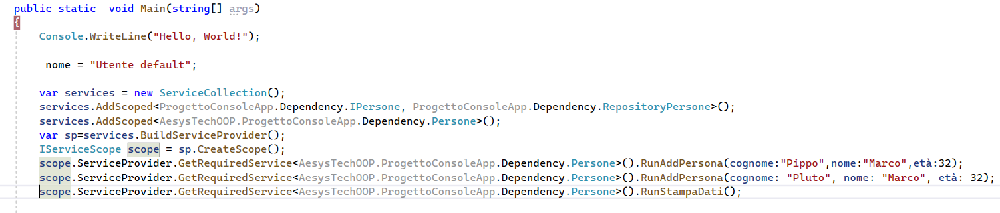 public static  void Main(string[] args)
{
Console.WriteLine("Hello, World!");
nome = "Utente default";
var services = new ServiceCollection();
services.AddScoped<ProgettoConsoleApp.Dependency.IPersone, ProgettoConsoleApp.Dependency.RepositoryPersone>();
services.AddScoped<AesysTechOOP.ProgettoConsoleApp.Dependency.Persone>();
var sp=services.BuildServiceProvider();
IServiceScope scope = sp.CreateScope();
scope.ServiceProvider.GetRequiredService<AesysTechOOP.ProgettoConsoleApp.Dependency.Persone>().RunAddPersona(cognome:"Pippo",nome:"Marco",età:32);
scope.ServiceProvider.GetRequiredService<AesysTechOOP.ProgettoConsoleApp.Dependency.Persone>().RunAddPersona(cognome: "Pluto", nome: "Marco", età: 32);
scope.ServiceProvider.GetRequiredService<AesysTechOOP.ProgettoConsoleApp.Dependency.Persone>().RunStampaDati();